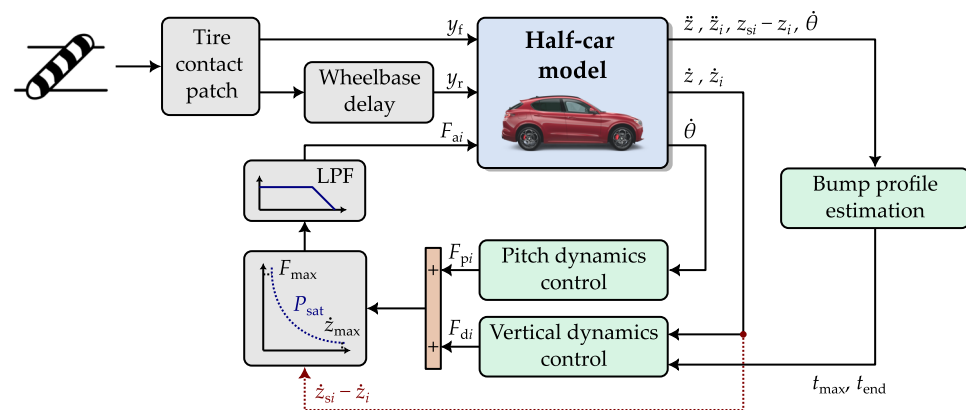 Tire
contact
patch
Wheelbase
delay
y_f
y_r
F_ai
Half-car
model
z̈ , z̈_i, z_si − z_i, θ̇
ż , ż_i
θ̇
LPF
Bump profile
estimation
F_max
P_sat
ż_max
F_pi
+
Pitch dynamics
control
F_di
+
Vertical dynamics
control
t_max, t_end
ż_si − ż_i